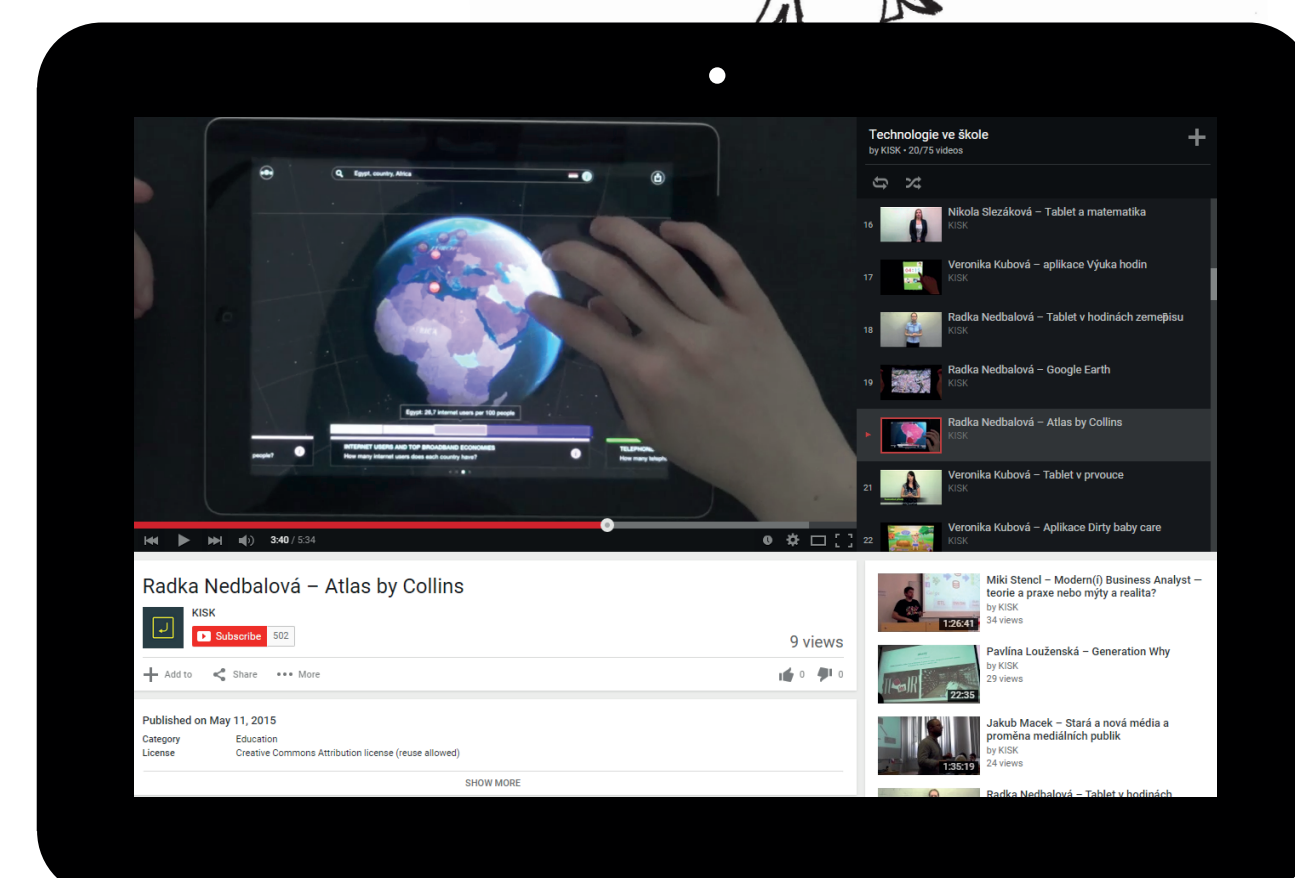 Egypt, country, Africa
Egypt: 26,7 internet users per 100 people
people?
INTERNET USERS AND TOP BROADBAND ECONOMIES
How many internet users does each country have?
TELEPHONE,
How many teleph
3:40 / 5:34
Technologie ve škole
by KISK • 20/75 videos
16
Nikola Slezáková – Tablet a matematika
KISK
17
Veronika Kubová – aplikace Výuka hodin
KISK
18
Radka Nedbalová – Tablet v hodinách zeměpisu
KISK
19
Radka Nedbalová – Google Earth
KISK
Radka Nedbalová – Atlas by Collins
KISK
21
Veronika Kubová – Tablet v prvouce
KISK
22
Veronika Kubová – Aplikace Dirty baby care
KISK
Radka Nedbalová – Atlas by Collins
KISK
Subscribe 502
9 views
Add to Share More
0 0
Published on May 11, 2015
Category Education
License Creative Commons Attribution license (reuse allowed)
SHOW MORE
1:26:41
Miki Stencl – Modern(í) Business Analyst —
teorie a praxe nebo mýty a realita?
by KISK
34 views
22:35
Pavlína Louženská – Generation Why
by KISK
29 views
1:35:19
Jakub Macek – Stará a nová média a
proměna mediálních publik
by KISK
24 views
Radka Nedbalová – Tablet v hodinách